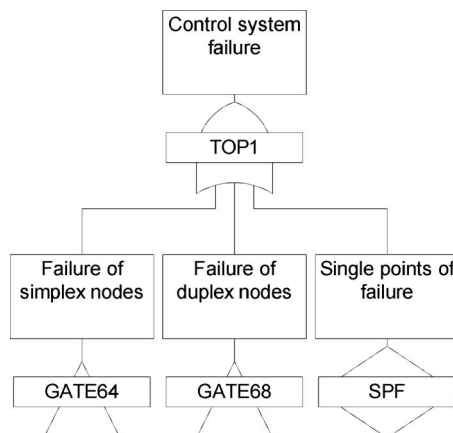 Control system
failure
TOP1
Failure of
simplex nodes
Failure of
duplex nodes
Single points of
failure
GATE64
GATE68
SPF